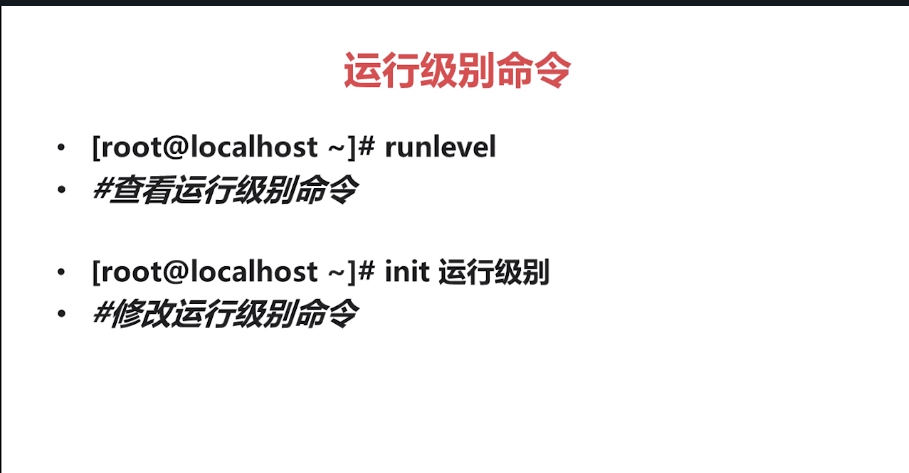 运行级别命令
• [root@localhost ~]# runlevel
• #查看运行级别命令
• [root@localhost ~]# init 运行级别
• #修改运行级别命令